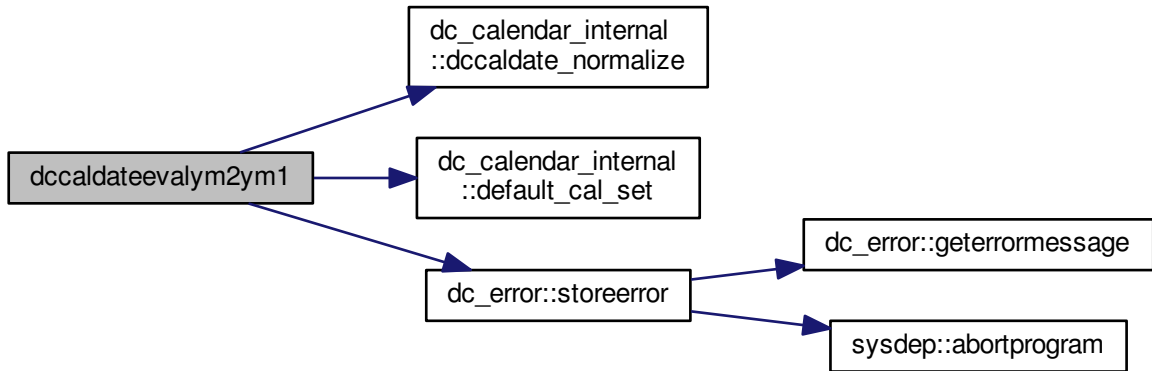 dccaldateevalym2ym1
dc_calendar_internal
::dccaldate_normalize
dc_calendar_internal
::default_cal_set
dc_error::storeerror
dc_error::geterrormessage
sysdep::abortprogram